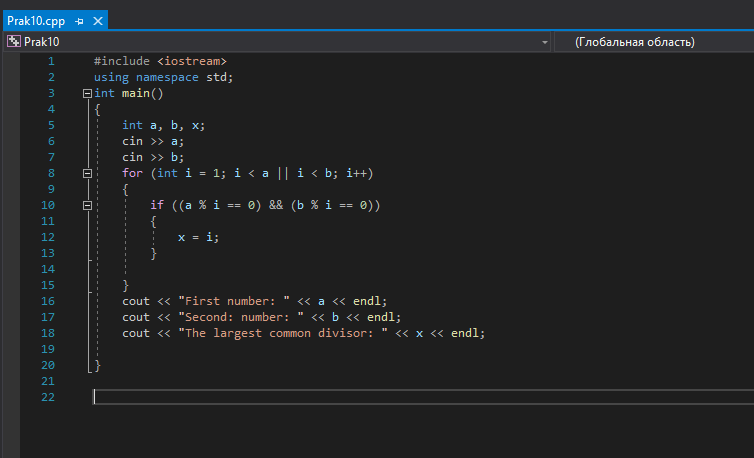 Prak10.cpp
Prak10 (Глобальная область)
1 #include <iostream>
2 using namespace std;
3 int main()
4 {
5 int a, b, x;
6 cin >> a;
7 cin >> b;
8 for (int i = 1; i < a || i < b; i++)
9 {
10 if ((a % i == 0) && (b % i == 0))
11 {
12 x = i;
13 }
14
15 }
16 cout << "First number: " << a << endl;
17 cout << "Second: number: " << b << endl;
18 cout << "The largest common divisor: " << x << endl;
19
20 }
21
22